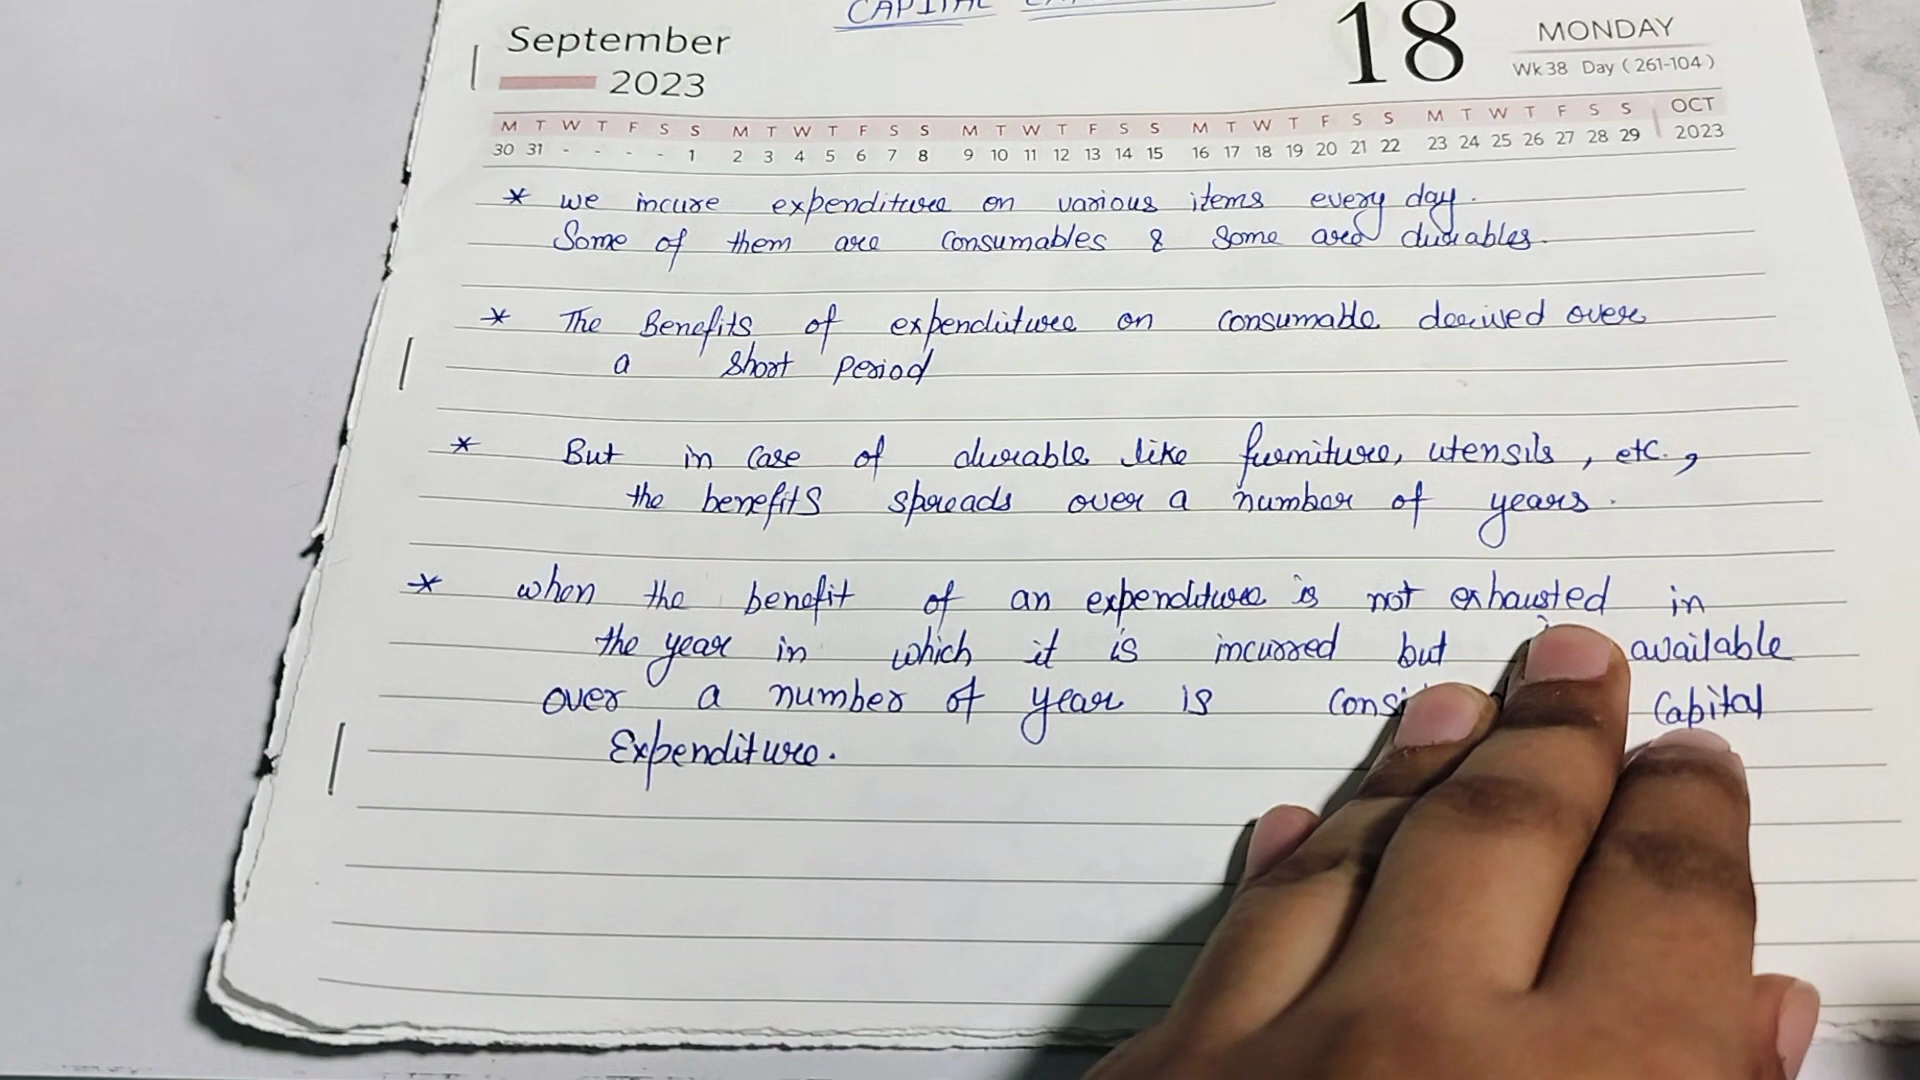 CAPITAL
September
2023
18
MONDAY
Wk 38 Day ( 261-104 )
M T W T F S S M T W T F S S M T W T F S S M T W T F S S M T W T F S S OCT
30 31 - - - - 1 2 3 4 5 6 7 8 9 10 11 12 13 14 15 16 17 18 19 20 21 22 23 24 25 26 27 28 29 2023
* we incure expenditure on various items every day.
Some of them are consumables & some are durables.
* The Benefits of expenditure on consumable derived over
a short period
* But in case of durable like furniture, utensils, etc.,
the benefits spreads over a number of years.
* when the benefit of an expenditure is not exhausted in
the year in which it is incurred but available
over a number of year is Capital
Expenditure.